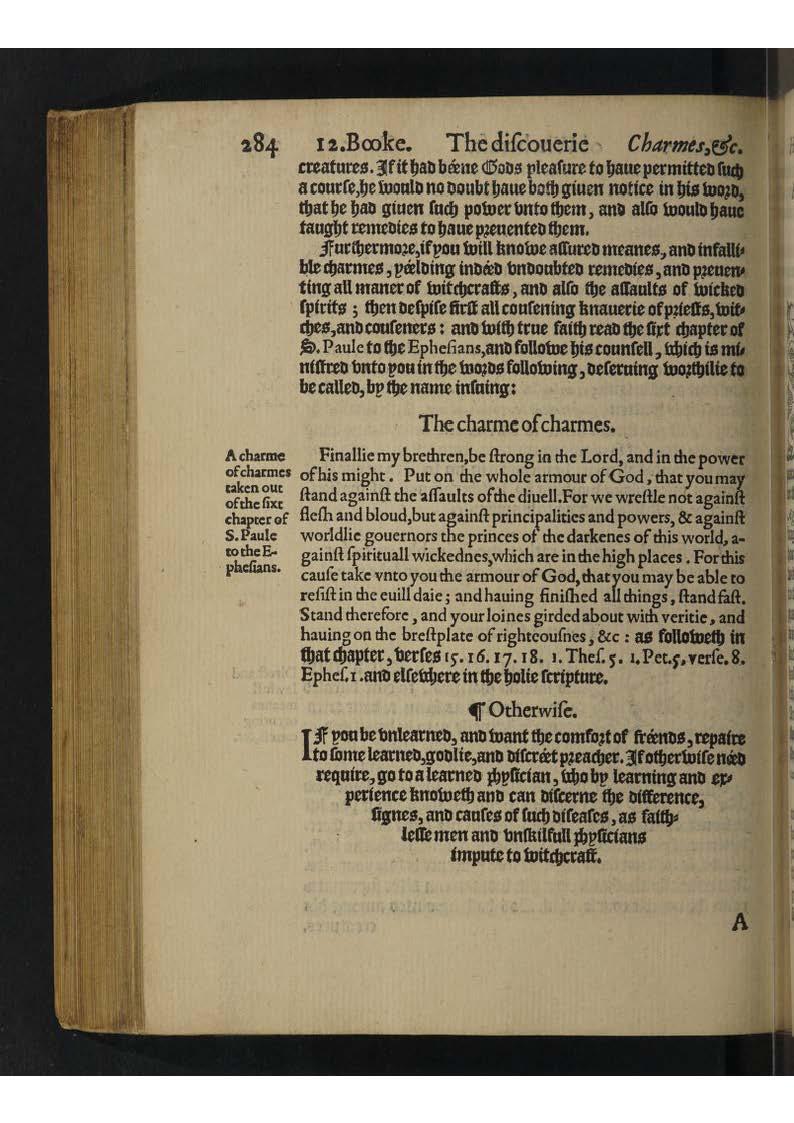 284 12.Booke. The diſcouerie Charmes,&c.
creatures. If it had béene Gods pleaſure to haue permitted ſuch
a courſe, he would no doubt haue both giuen notice in his word,
that he had giuen ſuch power vnto them, and alſo would haue
taught remedies to haue preuented them.
Furthermore, if you will knowe aſſured meanes, and infalli-
ble charmes, yéelding indéed vndoubted remedies, and preuen-
ting all maner of witchcrafts, and alſo the aſſaults of wicked
ſpirits; then deſpiſe firſt all couſening knauerie of prieſts, wit-
ches, and couſeners: and with true faith read the ſixt chapter of
S. Paule to the Epheſians, and followe his counſell, which is mi-
niſtred vnto you in the words following, deſeruing worthilie to
be called, by the name inſuing:
The charme of charmes.
A charme
of charmes
taken out
of the ſixt
chapter of
S. Paule
to the E-
pheſians.
Finallie my brethren, be ſtrong in the Lord, and in the power
of his might. Put on the whole armour of God, that you may
ſtand againſt the aſſaults of the diuell. For we wreſtle not againſt
fleſh and bloud, but againſt principalities and powers, & againſt
worldlie gouernors the princes of the darkenes of this world, a-
gainſt ſpirituall wickednes, which are in the high places. For this
cauſe take vnto you the armour of God, that you may be able to
reſiſt in the euill daie; and hauing finiſhed all things, ſtand faſt.
Stand therefore, and your loines girded about with veritie, and
hauing on the breſtplate of righteouſnes, &c: as followeth in
that chapter, verſes 15. 16. 17. 18. 1. Theſ. 5. 1. Pet. 5. verſe. 8.
Epheſ. 1. and elſewhere in the holie ſcripture.
¶ Otherwiſe.
IF you be vnlearned, and want the comfort of fréends, repaire
to ſome learned, godlie, and diſcréet preacher. If otherwiſe néed
require, go to a learned phyſician, who by learning and ex-
perience knoweth and can diſcerne the difference,
ſignes, and cauſes of ſuch diſeaſes, as faith-
leſſe men and vnſkilfull phyſicians
impute to witchcraft.
A